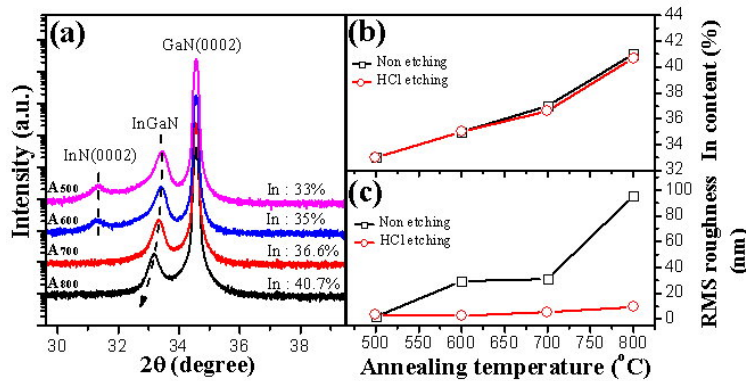 (a)
GaN(0002)
InGaN
InN(0002)
A500
In : 33%
A600
In : 35%
A700
In : 36.6%
A800
In : 40.7%
Intensity (a.u.)
30 32 34 36 38
2θ (degree)
(b)
Non etching
HCl etching
44
42
40
38
36
34
32
In content (%)
(c)
Non etching
HCl etching
100
80
60
40
20
0
RMS roughness
(nm)
500 600 700 800
Annealing temperature (°C)